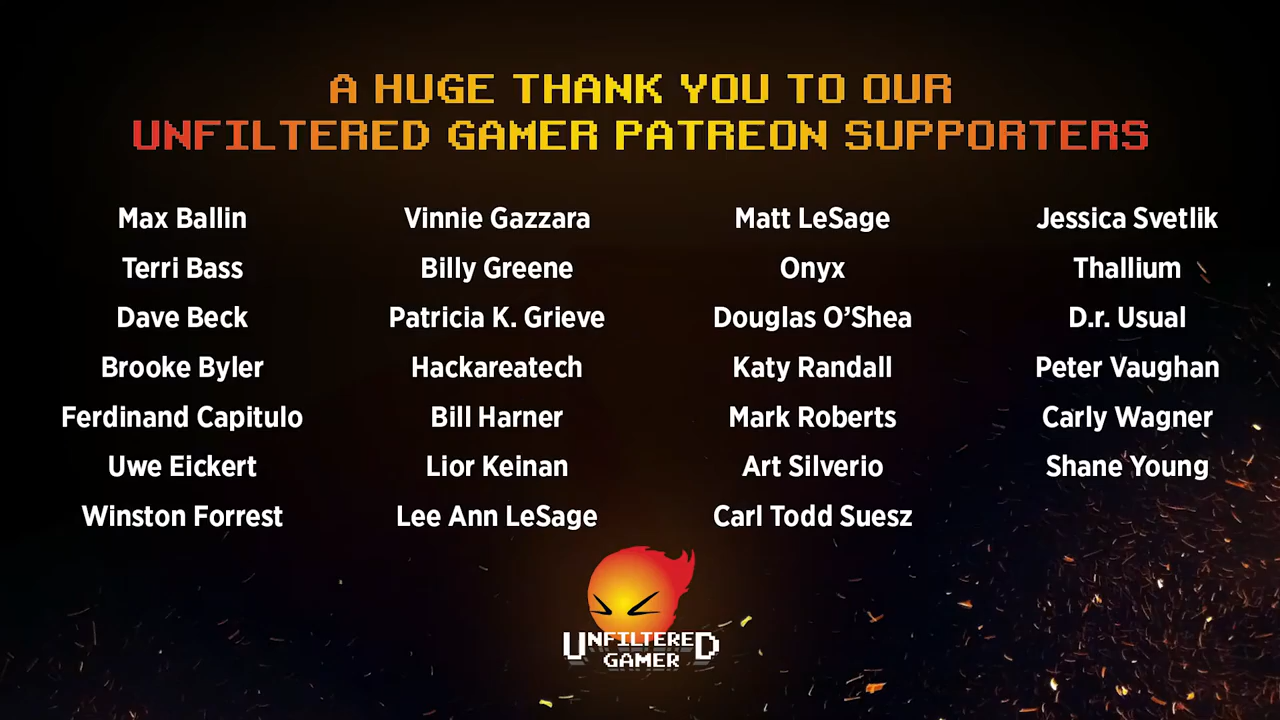 A HUGE THANK YOU TO OUR
UNFILTERED GAMER PATREON SUPPORTERS
Max Ballin
Terri Bass
Dave Beck
Brooke Byler
Ferdinand Capitulo
Uwe Eickert
Winston Forrest
Vinnie Gazzara
Billy Greene
Patricia K. Grieve
Hackareatech
Bill Harner
Lior Keinan
Lee Ann LeSage
Matt LeSage
Onyx
Douglas O’Shea
Katy Randall
Mark Roberts
Art Silverio
Carl Todd Suesz
Jessica Svetlik
Thallium
D.r. Usual
Peter Vaughan
Carly Wagner
Shane Young
UNFILTERED
GAMER